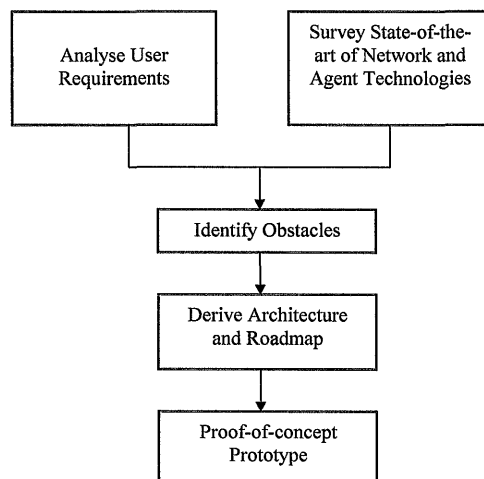 Analyse User
Requirements
Survey State-of-the-
art of Network and
Agent Technologies
Identify Obstacles
Derive Architecture
and Roadmap
Proof-of-concept
Prototype